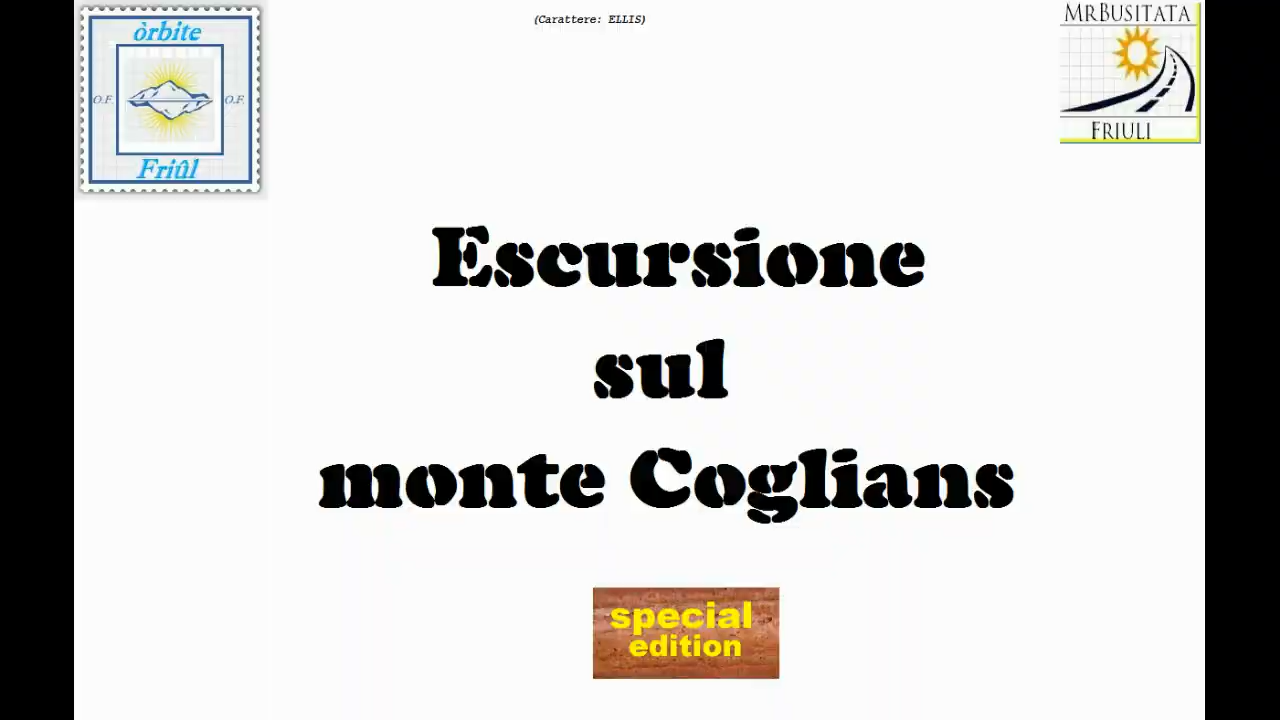 òrbite
O.F.
O.F.
Friûl
(Carattere: ELLIS)
MRBUSITATA
FRIULI
Escursione
sul
monte Coglians
special
edition